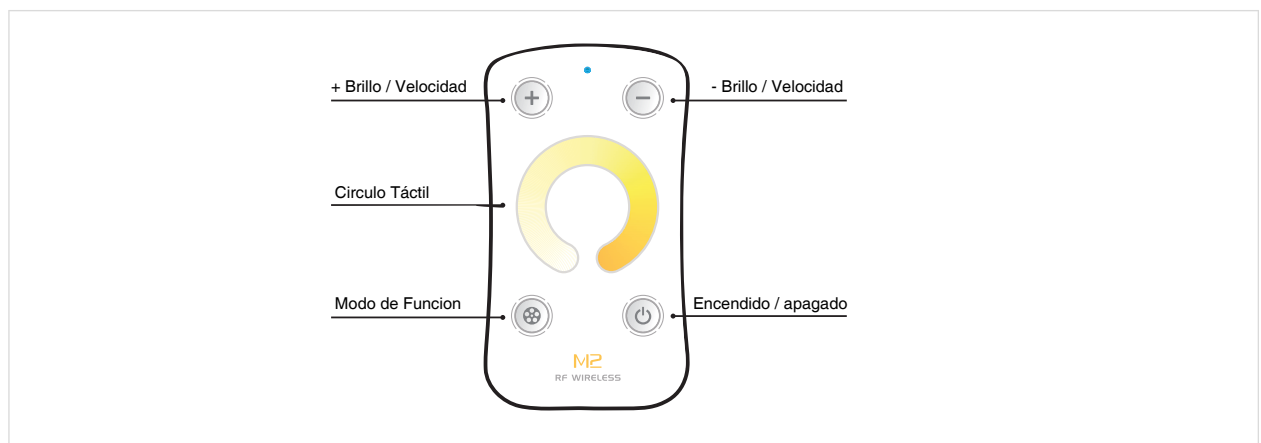 + Brillo / Velocidad
- Brillo / Velocidad
Circulo Táctil
Modo de Funcion
Encendido / apagado
M2
RF WIRELESS